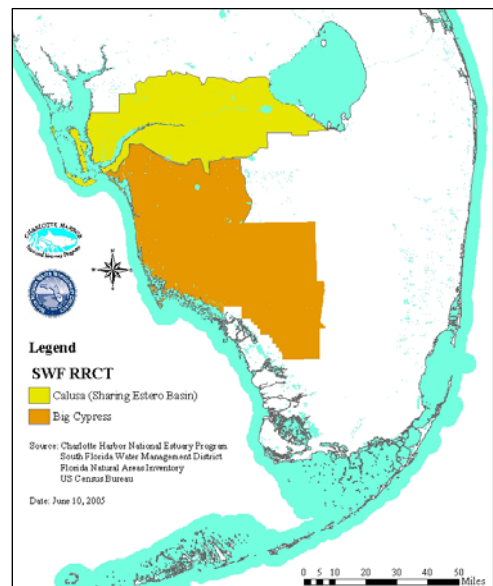 CHARLOTTE HARBOR
Legend
SWF RRCT
Calusa (Sharing Estero Basin)
Big Cypress
Source: Charlotte Harbor National Estuary Program
South Florida Water Management District
Florida Natural Areas Inventory
US Census Bureau
Date: June 10, 2005
0 5 10 20 30 40 50
Miles